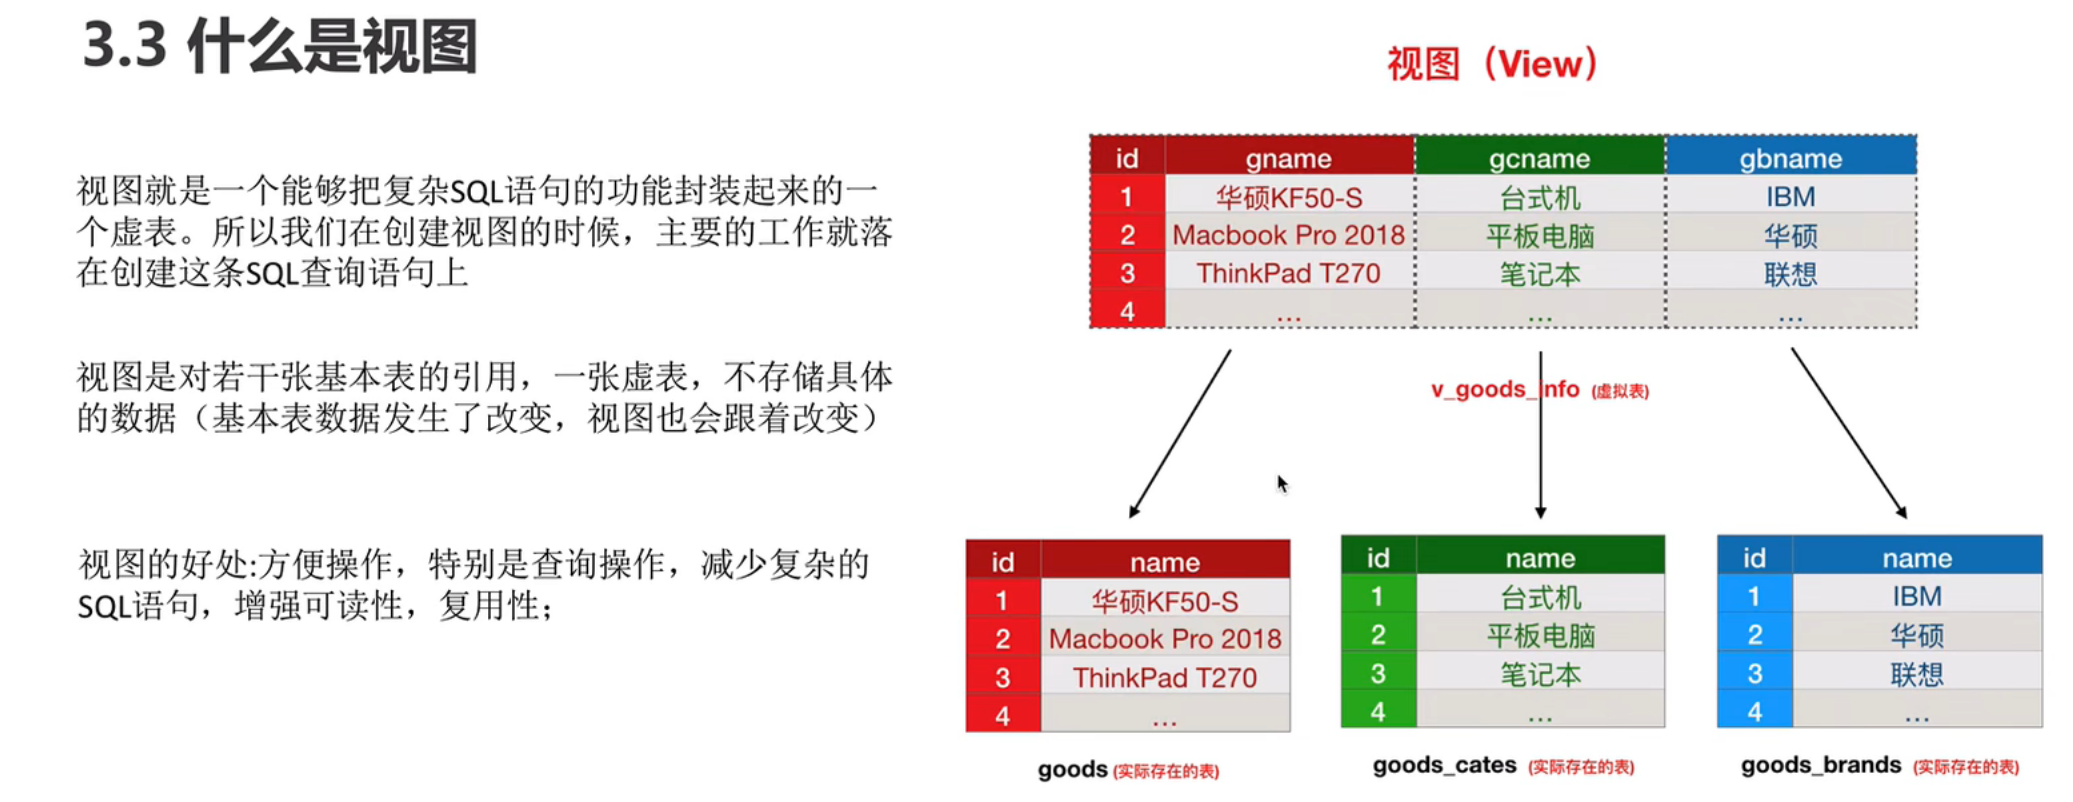 3.3 什么是视图
视图就是一个能够把复杂SQL语句的功能封装起来的一
个虚表。所以我们在创建视图的时候，主要的工作就落
在创建这条SQL查询语句上
视图是对若干张基本表的引用，一张虚表，不存储具体
的数据（基本表数据发生了改变，视图也会跟着改变）
视图的好处:方便操作，特别是查询操作，减少复杂的
SQL语句，增强可读性，复用性；
视图（View）
id gname gcname gbname
1 华硕KF50-S 台式机 IBM
2 Macbook Pro 2018 平板电脑 华硕
3 ThinkPad T270 笔记本 联想
4 ... ... ...
v_goods_info (虚拟表)
id name
1 华硕KF50-S
2 Macbook Pro 2018
3 ThinkPad T270
4 ...
goods (实际存在的表)
id name
1 台式机
2 平板电脑
3 笔记本
4 ...
goods_cates (实际存在的表)
id name
1 IBM
2 华硕
3 联想
4 ...
goods_brands (实际存在的表)